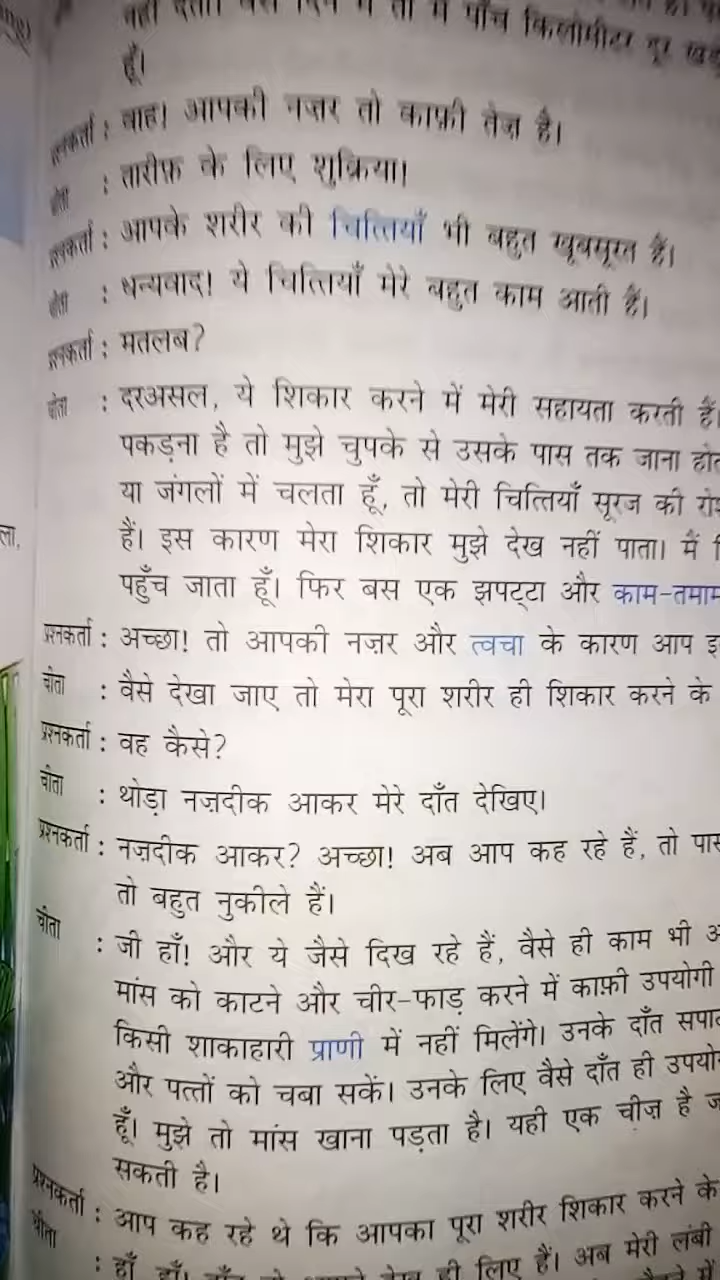 पाँच किलोमीटर दूर
हूँ।
प्रश्नकर्ता : वाह! आपकी नज़र तो काफ़ी तेज़ है।
चीता : तारीफ़ के लिए शुक्रिया।
प्रश्नकर्ता : आपके शरीर की चित्तियाँ भी बहुत खूबसूरत हैं।
चीता : धन्यवाद! ये चित्तियाँ मेरे बहुत काम आती हैं।
प्रश्नकर्ता : मतलब?
चीता : दरअसल, ये शिकार करने में मेरी सहायता करती हैं।
पकड़ना है तो मुझे चुपके से उसके पास तक जाना
या जंगलों में चलता हूँ, तो मेरी चित्तियाँ सूरज की
हैं। इस कारण मेरा शिकार मुझे देख नहीं पाता। मैं
पहुँच जाता हूँ। फिर बस एक झपट्टा और काम-तमाम
प्रश्नकर्ता : अच्छा! तो आपकी नज़र और त्वचा के कारण आप
चीता : वैसे देखा जाए तो मेरा पूरा शरीर ही शिकार करने के
प्रश्नकर्ता : वह कैसे?
चीता : थोड़ा नज़दीक आकर मेरे दाँत देखिए।
प्रश्नकर्ता : नज़दीक आकर? अच्छा! अब आप कह रहे हैं, तो
तो बहुत नुकीले हैं।
चीता : जी हाँ! और ये जैसे दिख रहे हैं, वैसे ही काम भी
मांस को काटने और चीर-फाड़ करने में काफ़ी उपयोगी
किसी शाकाहारी प्राणी में नहीं मिलेंगे। उनके दाँत
और पत्तों को चबा सकें। उनके लिए वैसे दाँत ही
हूँ। मुझे तो मांस खाना पड़ता है। यही एक चीज़ है
सकती है।
प्रश्नकर्ता : आप कह रहे थे कि आपका पूरा शरीर शिकार करने के
चीता : हाँ, हाँ। दाँत तो आपने देख ही लिए हैं। अब मेरी लंबी